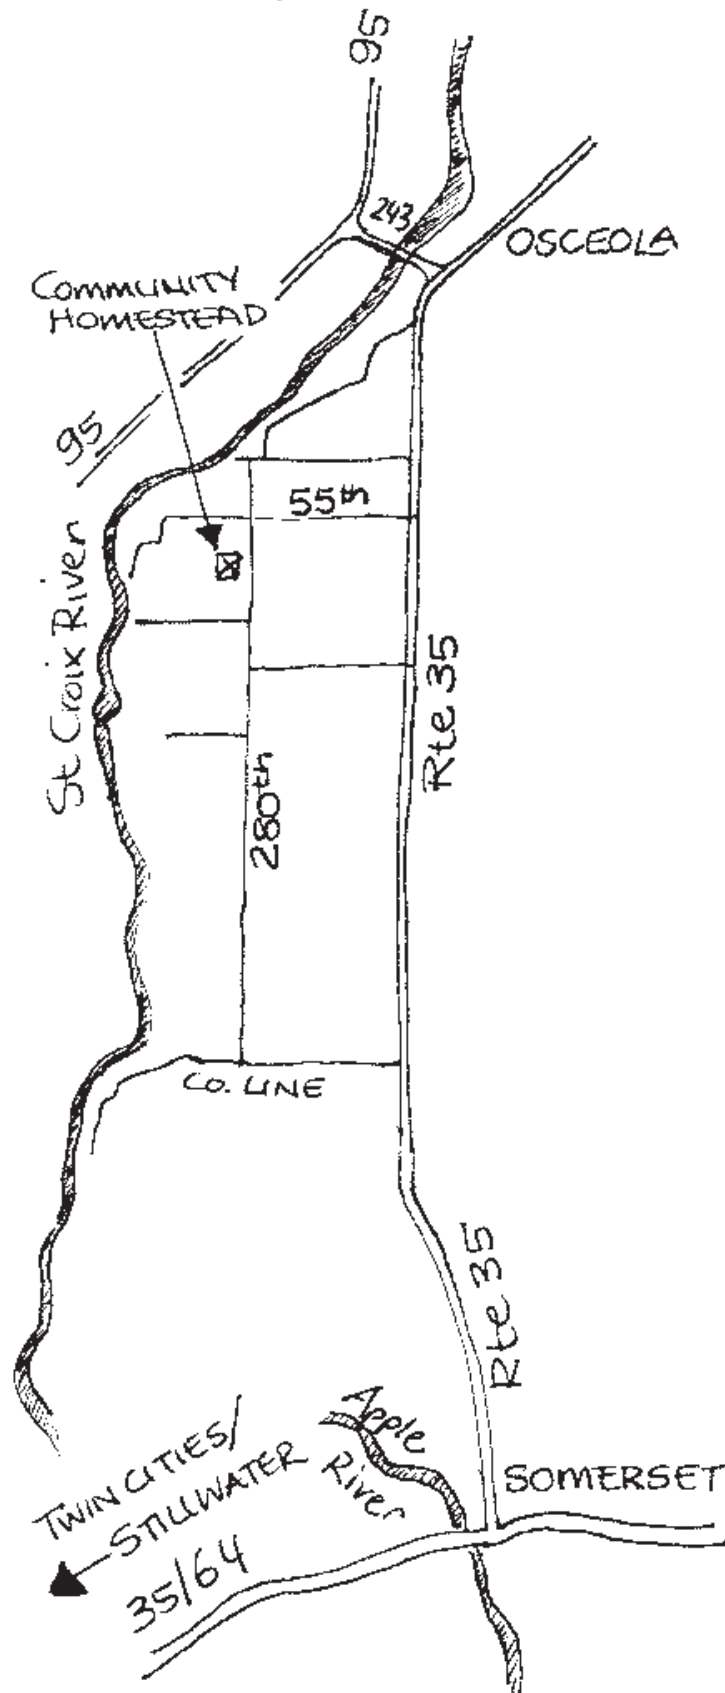 95
243
OSCEOLA
COMMUNITY
HOMESTEAD
95
55th
St Croix River
Rte 35
280th
CO. LINE
Rte 35
Apple
River
TWIN CITIES/
STILLWATER
SOMERSET
35/64